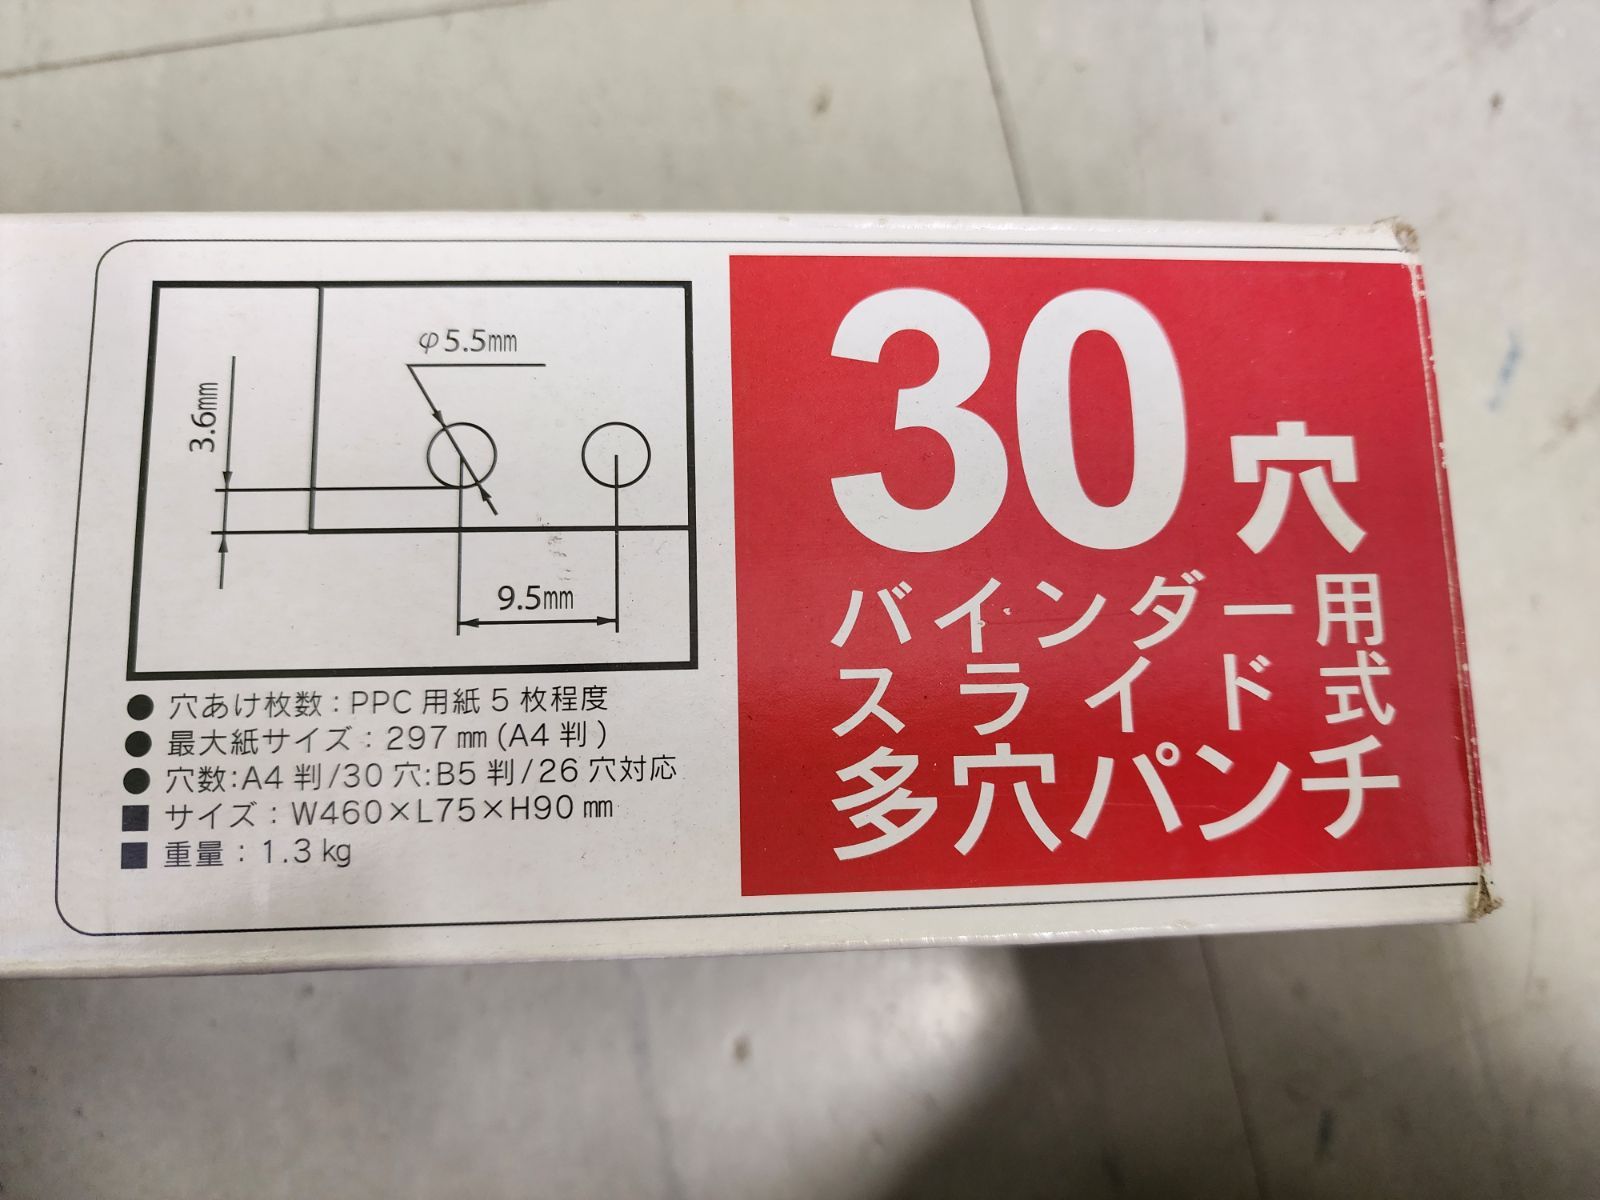 φ5.5㎜
3.6㎜
9.5㎜
● 穴あけ枚数：PPC 用紙 5 枚程度
● 最大紙サイズ：297 ㎜ (A4 判)
● 穴数:A4 判/30 穴:B5 判/26 穴対応
■ サイズ：W460×L75×H90 ㎜
■ 重量：1.3 kg
30穴
バインダー用
スライド式
多穴パンチ